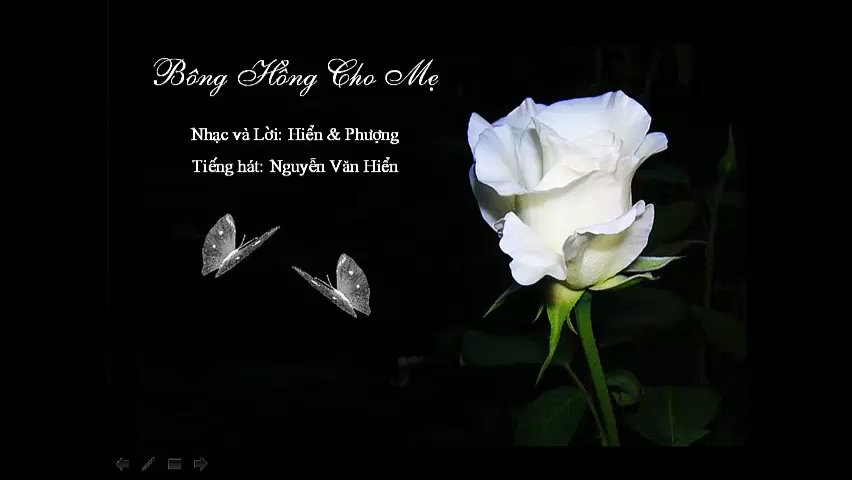 Bông Hồng Cho Mẹ
Nhạc và Lời: Hiển & Phượng
Tiếng hát: Nguyễn Văn Hiển